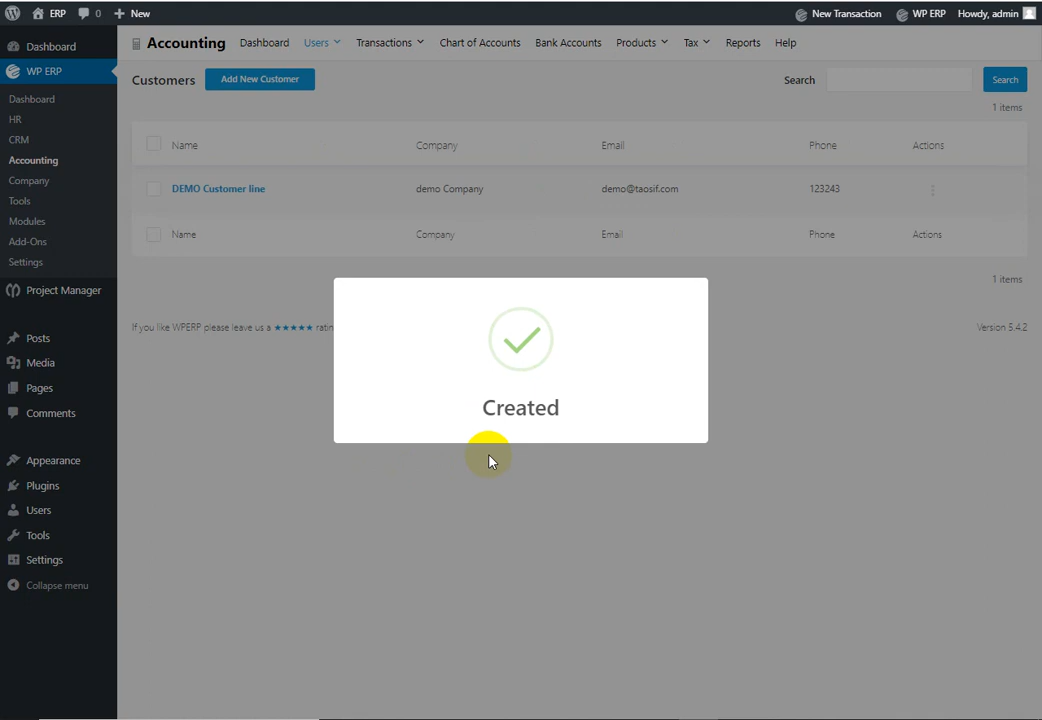 ERP 0 New New Transaction WP ERP Howdy, admin
Dashboard
WP ERP
Dashboard
HR
CRM
Accounting
Company
Tools
Modules
Add-Ons
Settings
Project Manager
Posts
Media
Pages
Comments
Appearance
Plugins
Users
Tools
Settings
Collapse menu
Accounting Dashboard Users Transactions Chart of Accounts Bank Accounts Products Tax Reports Help
Customers Add New Customer Search Search
1 items
Name Company Email Phone Actions
DEMO Customer line demo Company demo@taosif.com 123243
Name Company Email Phone Actions
1 items
If you like WPERP please leave us a ★★★★★ Version 5.4.2
Created